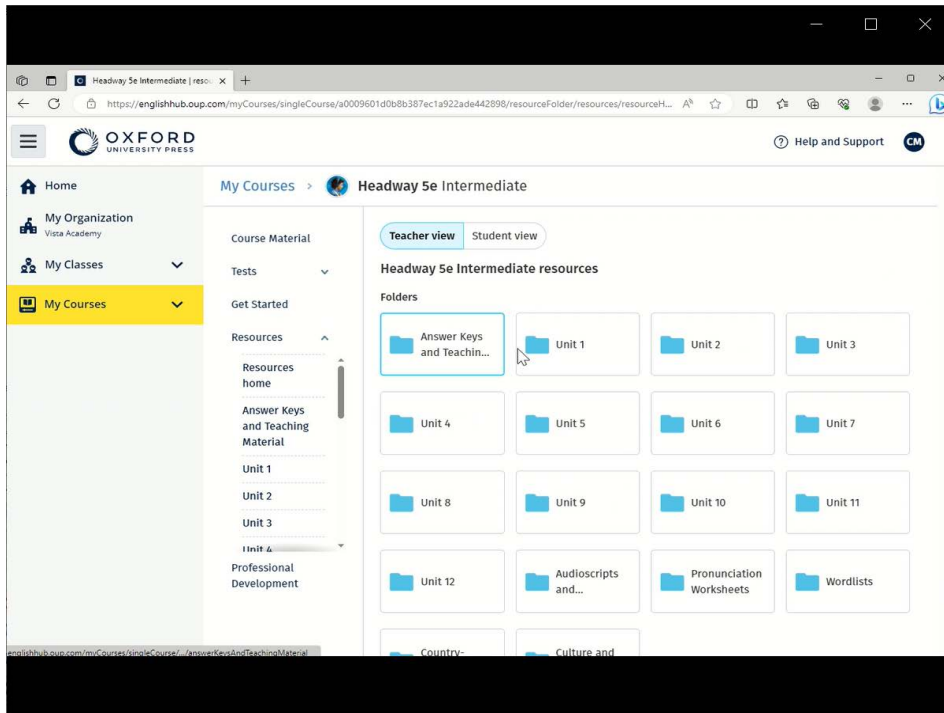 Headway 5e Intermediate | reso
https://englishhub.oup.com/myCourses/singleCourse/a0009601d0b8b387ec1a922ade442898/resourceFolder/resources/resourceH...
OXFORD
UNIVERSITY PRESS
Help and Support
CM
Home
My Organization
Vista Academy
My Classes
My Courses
My Courses > Headway 5e Intermediate
Course Material
Tests
Get Started
Resources
Resources
home
Answer Keys
and Teaching
Material
Unit 1
Unit 2
Unit 3
Unit 4
Professional
Development
Teacher view
Student view
Headway 5e Intermediate resources
Folders
Answer Keys
and Teachin...
Unit 1
Unit 2
Unit 3
Unit 4
Unit 5
Unit 6
Unit 7
Unit 8
Unit 9
Unit 10
Unit 11
Unit 12
Audioscripts
and...
Pronunciation
Worksheets
Wordlists
Country-
Culture and
englishhub.oup.com/myCourses/singleCourse/.../answerKeysAndTeachingMaterial